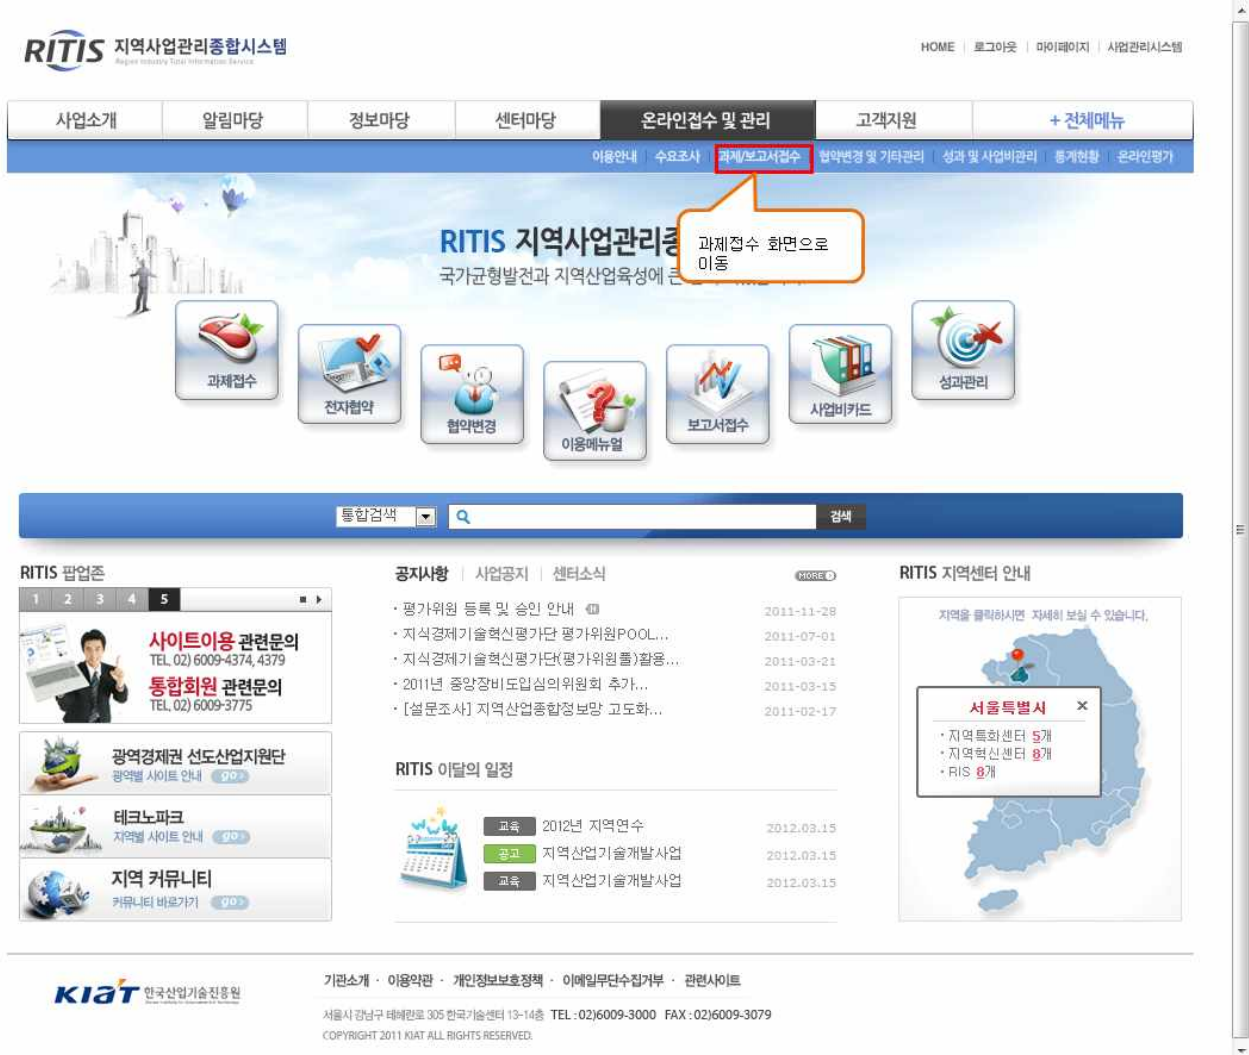 RITIS 지역사업관리종합시스템
Region Industry Total Information Service
HOME 로그아웃 마이페이지 사업관리시스템
사업소개 알림마당 정보마당 센터마당 온라인접수 및 관리 고객지원 + 전체메뉴
이용안내 수요조사 과제/보고서접수 협약변경 및 기타관리 성과 및 사업비관리 통계현황 온라인평가
RITIS 지역사업관리종
국가균형발전과 지역산업육성에 큰
과제접수 화면으로
이동
과제접수
전자협약
협약변경
이용메뉴얼
보고서접수
사업비카드
성과관리
통합검색 검색
RITIS 팝업존
1 2 3 4 5
사이트이용 관련문의
TEL. 02) 6009-4374, 4379
통합회원 관련문의
TEL. 02) 6009-3775
광역경제권 선도산업지원단
광역별 사이트 안내 go>
테크노파크
지역별 사이트 안내 go>
지역 커뮤니티
커뮤니티 바로가기 go>
공지사항 사업공지 센터소식 MORE
· 평가위원 등록 및 승인 안내 2011-11-28
· 지식경제기술혁신평가단 평가위원POOL... 2011-07-01
· 지식경제기술혁신평가단(평가위원풀)활용... 2011-03-21
· 2011년 중앙장비도입심의위원회 추가... 2011-03-15
· [설문조사] 지역산업종합정보망 고도화... 2011-02-17
RITIS 이달의 일정
교육 2012년 지역연수 2012.03.15
공고 지역산업기술개발사업 2012.03.15
교육 지역산업기술개발사업 2012.03.15
RITIS 지역센터 안내
지역을 클릭하시면 자세히 보실 수 있습니다.
서울특별시 ×
· 지역특화센터 5개
· 지역혁신센터 8개
· RIS 8개
KIAT 한국산업기술진흥원
기관소개 · 이용약관 · 개인정보보호정책 · 이메일무단수집거부 · 관련사이트
서울시 강남구 테헤란로 305 한국기술센터 13-14층 TEL : 02)6009-3000 FAX : 02)6009-3079
COPYRIGHT 2011 KIAT ALL RIGHTS RESERVED.